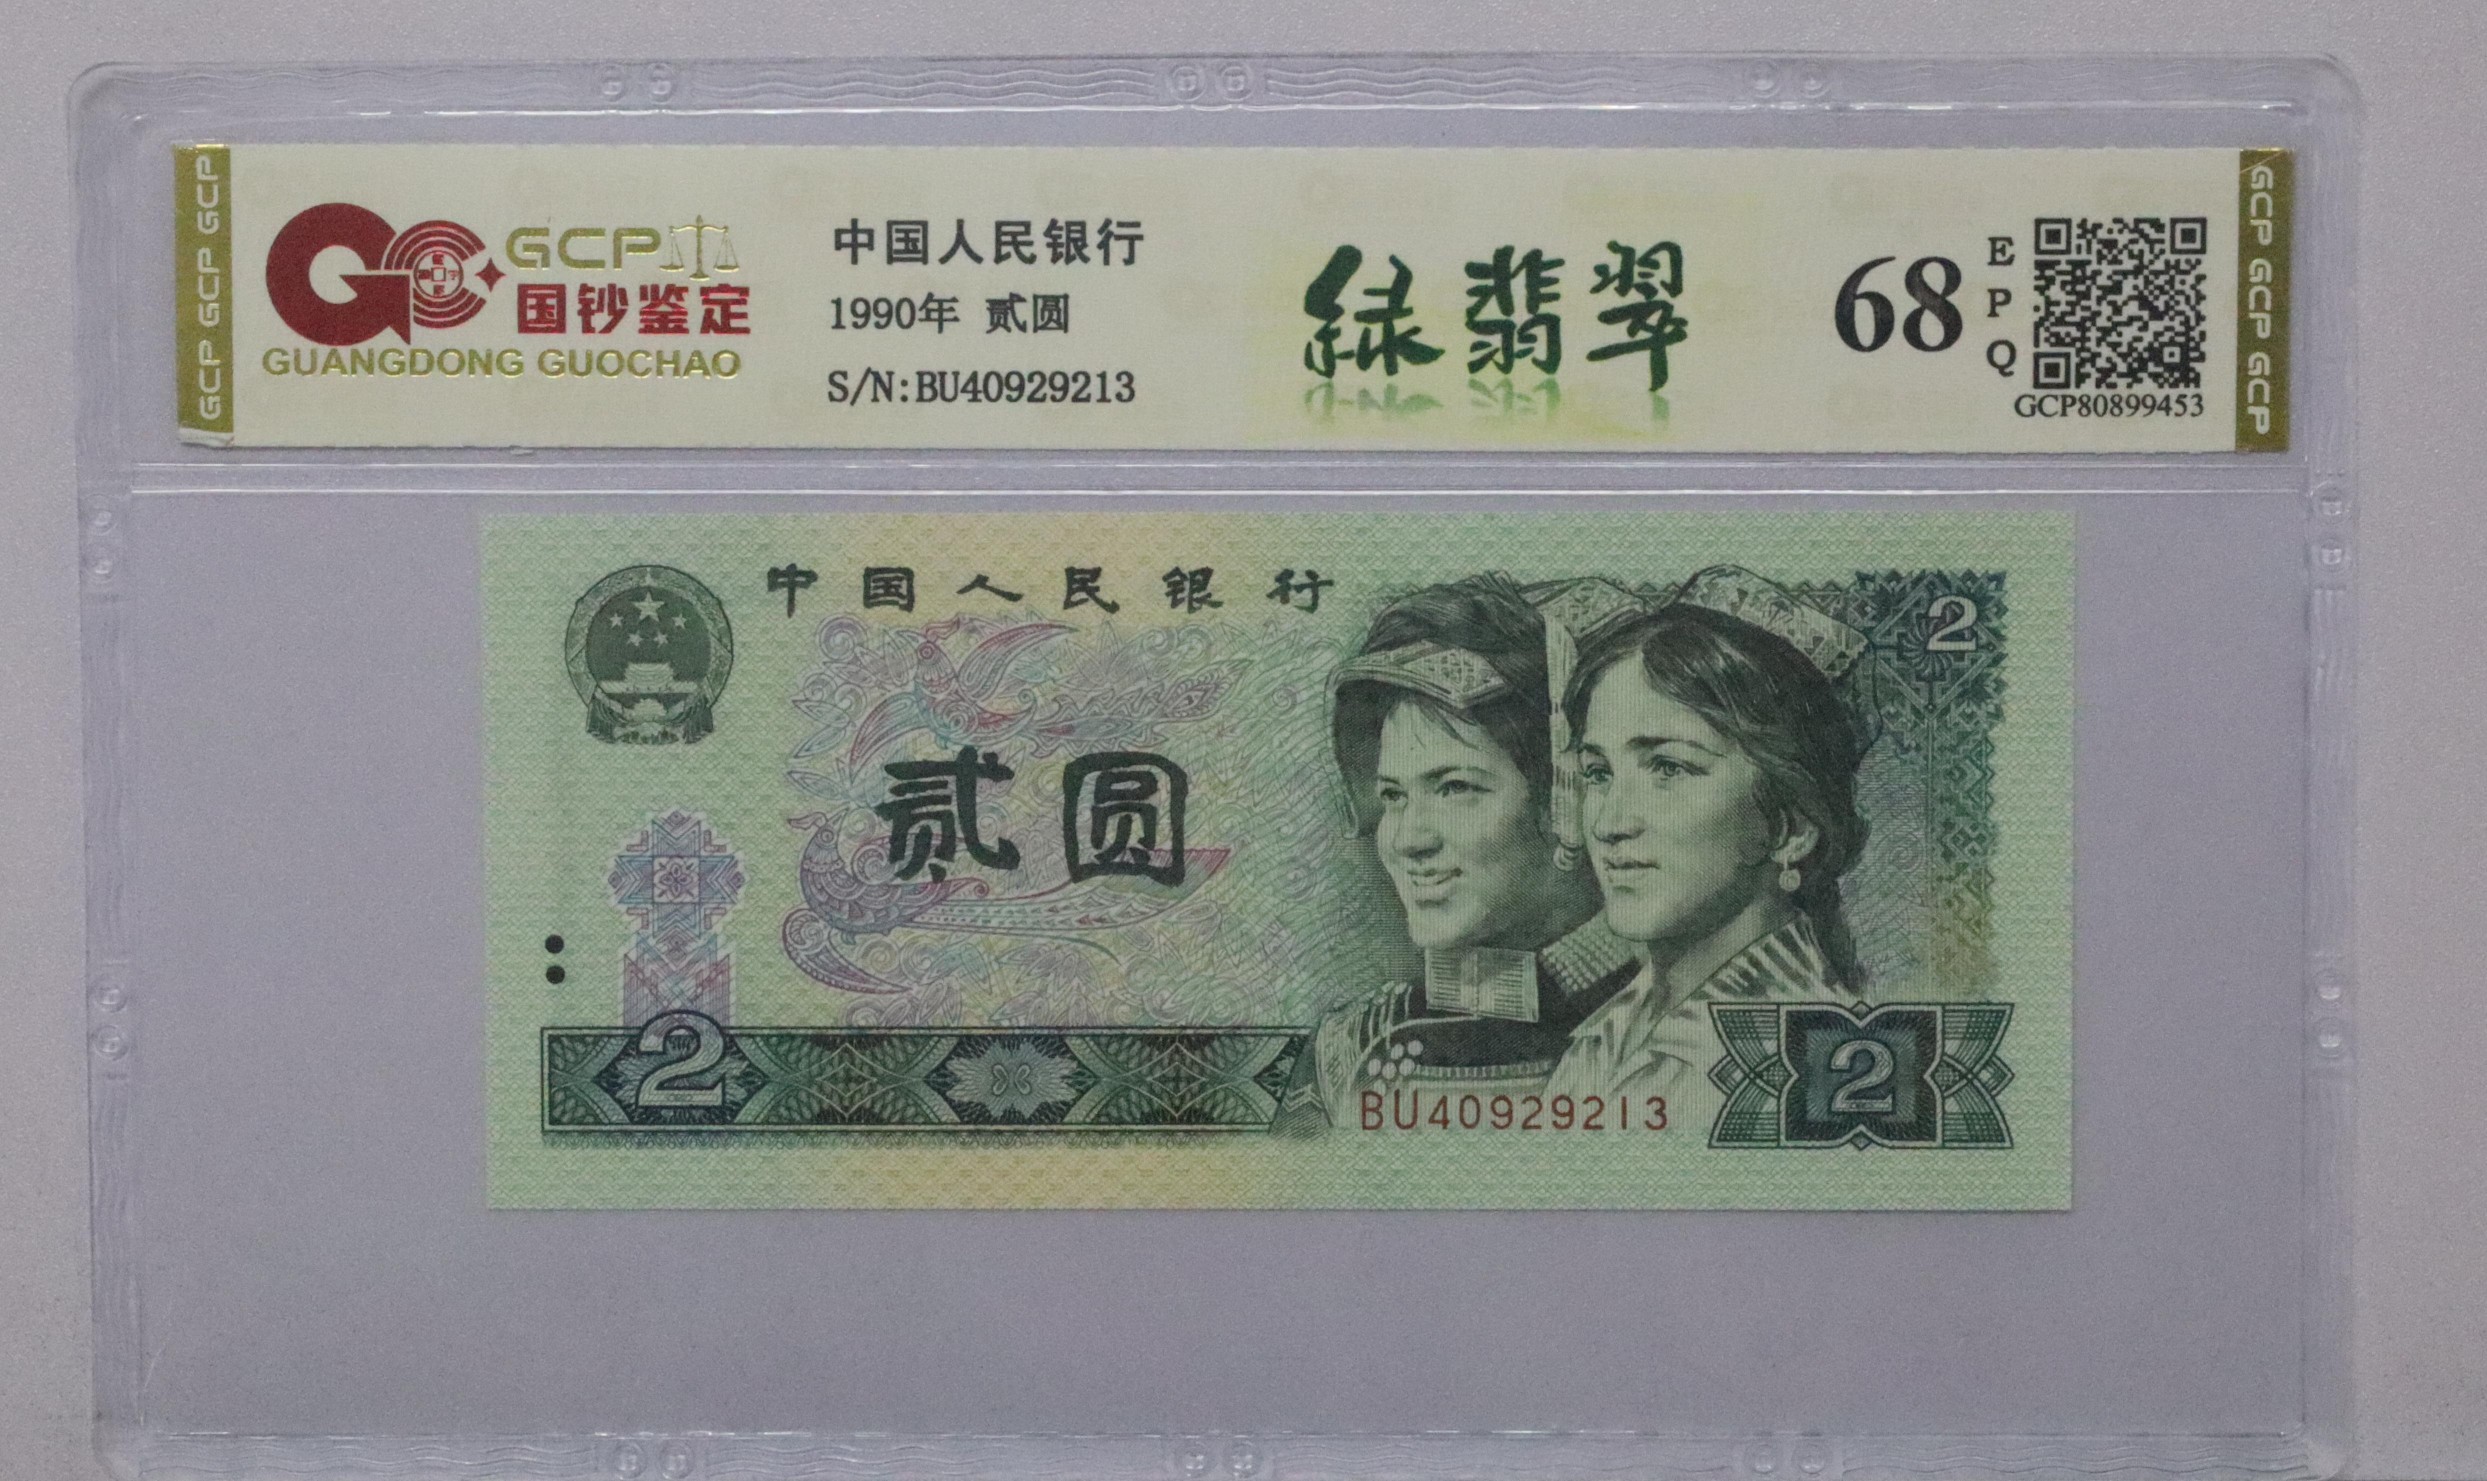 GCP GCP GCP
GCP
国钞鉴定
GUANGDONG GUOCHAO
中国人民银行
1990年 贰圆
S/N:BU40929213
绿翡翠
68
E
P
Q
GCP80899453
GCP GCP GCP
中国人民银行
2
贰圆
2
BU40929213
2